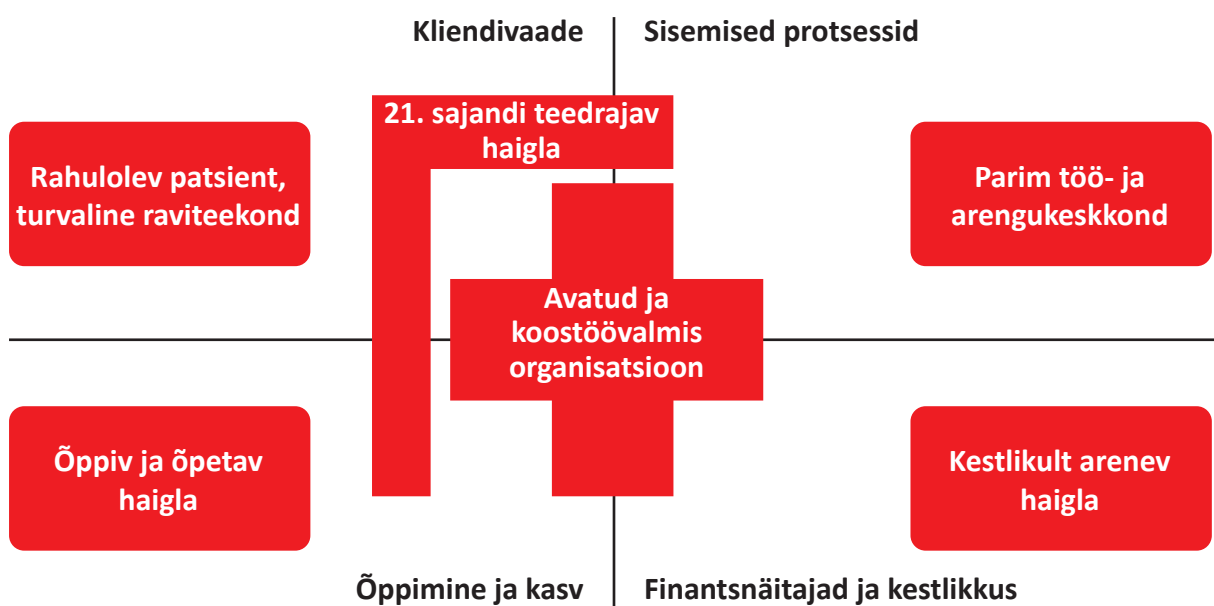 Kliendivaade
Sisemised protsessid
21. sajandi teedrajav
haigla
Rahulolev patsient,
turvaline raviteekond
Parim töö- ja
arengukeskkond
Avatud ja
koostöövalmis
organisatsioon
Õppiv ja õpetav
haigla
Kestlikult arenev
haigla
Õppimine ja kasv
Finantsnäitajad ja kestlikkus